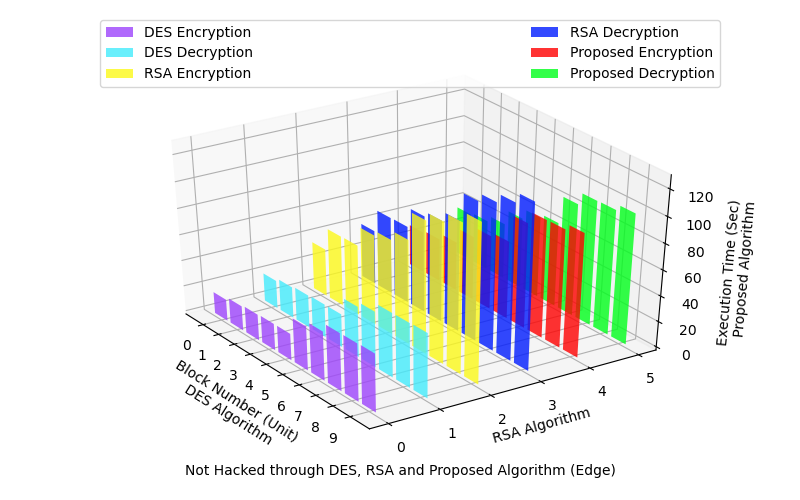 DES Encryption
DES Decryption
RSA Encryption
RSA Decryption
Proposed Encryption
Proposed Decryption
0
1
2
3
4
5
6
7
8
9
Block Number (Unit)
DES Algorithm
0
1
2
3
4
5
RSA Algorithm
0
20
40
60
80
100
120
Execution Time (Sec)
Proposed Algorithm
Not Hacked through DES, RSA and Proposed Algorithm (Edge)